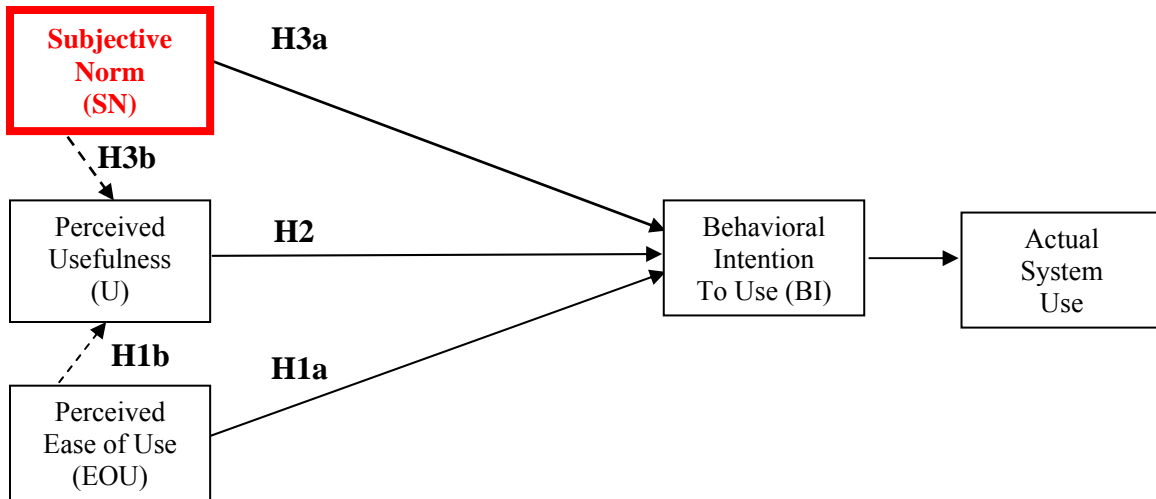 Subjective
Norm
(SN)
H3a
H3b
Perceived
Usefulness
(U)
H2
Behavioral
Intention
To Use (BI)
Actual
System
Use
H1b
H1a
Perceived
Ease of Use
(EOU)